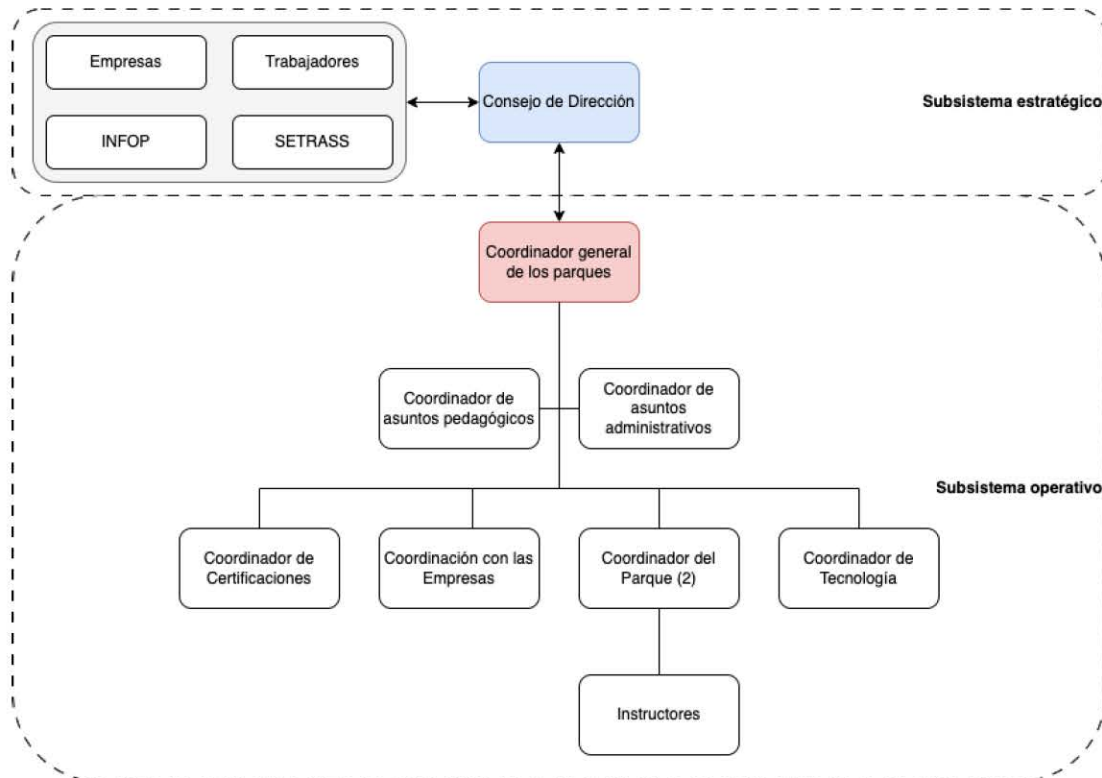 Empresas
Trabajadores
INFOP
SETRASS
Consejo de Dirección
Subsistema estratégico
Coordinador general
de los parques
Coordinador de
asuntos pedagógicos
Coordinador de
asuntos
administrativos
Subsistema operativo
Coordinador de
Certificaciones
Coordinación con las
Empresas
Coordinador del
Parque (2)
Coordinador de
Tecnología
Instructores